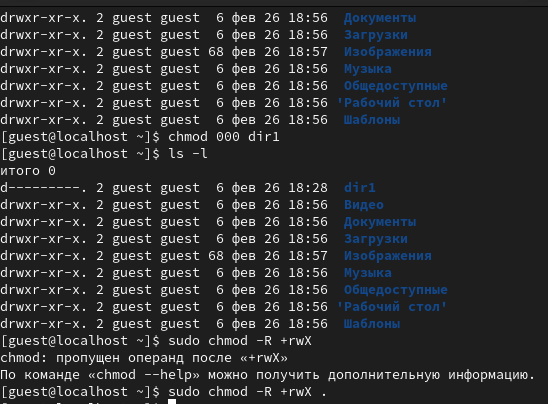 drwxr-xr-x. 2 guest guest  6 фев 26 18:56  Документы
drwxr-xr-x. 2 guest guest  6 фев 26 18:56  Загрузки
drwxr-xr-x. 2 guest guest 68 фев 26 18:57  Изображения
drwxr-xr-x. 2 guest guest  6 фев 26 18:56  Музыка
drwxr-xr-x. 2 guest guest  6 фев 26 18:56  Общедоступные
drwxr-xr-x. 2 guest guest  6 фев 26 18:56 'Рабочий стол'
drwxr-xr-x. 2 guest guest  6 фев 26 18:56  Шаблоны
[guest@localhost ~]$ chmod 000 dir1
[guest@localhost ~]$ ls -l
итого 0
d---------. 2 guest guest  6 фев 26 18:28  dir1
drwxr-xr-x. 2 guest guest  6 фев 26 18:56  Видео
drwxr-xr-x. 2 guest guest  6 фев 26 18:56  Документы
drwxr-xr-x. 2 guest guest  6 фев 26 18:56  Загрузки
drwxr-xr-x. 2 guest guest 68 фев 26 18:57  Изображения
drwxr-xr-x. 2 guest guest  6 фев 26 18:56  Музыка
drwxr-xr-x. 2 guest guest  6 фев 26 18:56  Общедоступные
drwxr-xr-x. 2 guest guest  6 фев 26 18:56 'Рабочий стол'
drwxr-xr-x. 2 guest guest  6 фев 26 18:56  Шаблоны
[guest@localhost ~]$ sudo chmod -R +rwX
chmod: пропущен операнд после «+rwX»
По команде «chmod --help» можно получить дополнительную информацию.
[guest@localhost ~]$ sudo chmod -R +rwX .